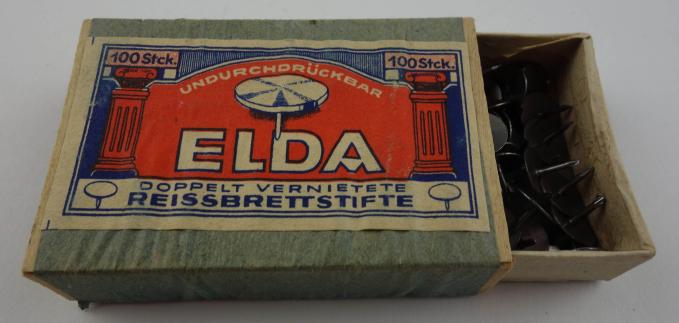 100 Stck.
100 Stck.
UNDURCHDRÜCKBAR
ELDA
DOPPELT VERNIETETE
REISSBRETTSTIFTE